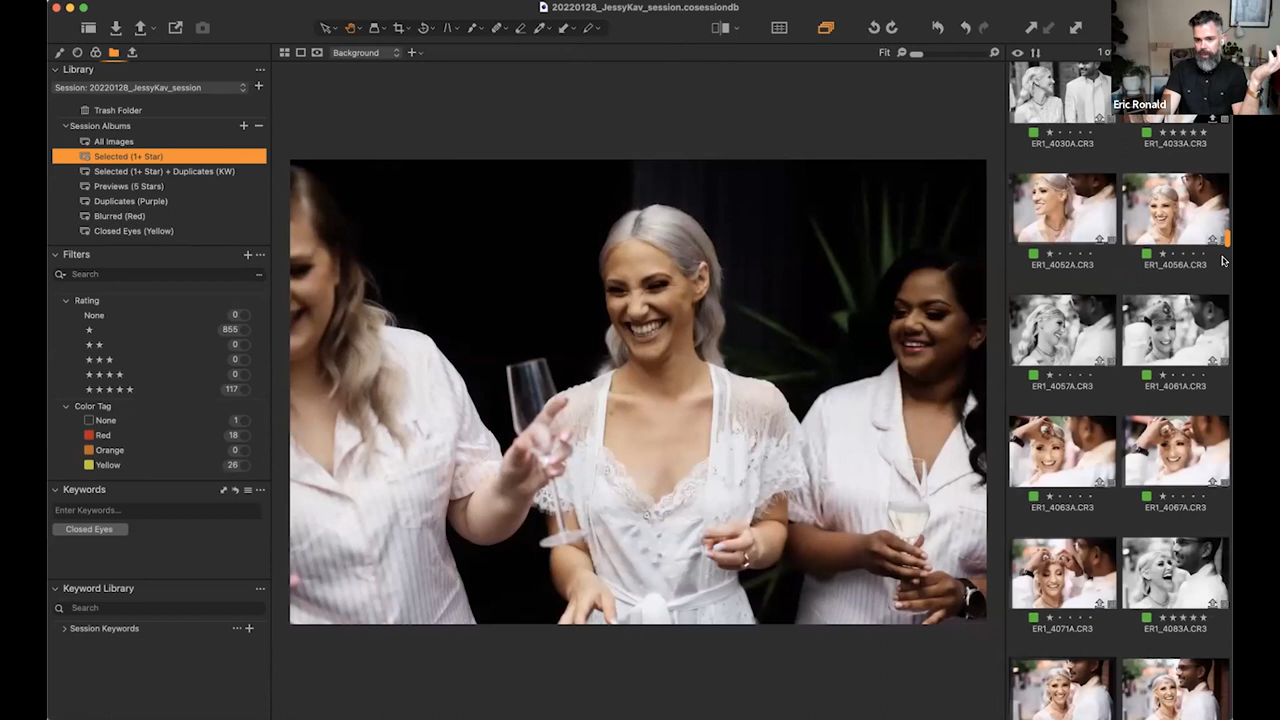 20220128_JessyKav_session.cosessiondb
Background
Fit
1 o
Eric Ronald
Library
Session: 20220128_JessyKav_session
Trash Folder
Session Albums
All Images
Selected (1+ Star)
Selected (1+ Star) + Duplicates (KW)
Previews (5 Stars)
Duplicates (Purple)
Blurred (Red)
Closed Eyes (Yellow)
Filters
Search
Rating
None 0
★ 855
★ ★ 0
★ ★ ★ 0
★ ★ ★ ★ 0
★ ★ ★ ★ ★ 117
Color Tag
None 1
Red 18
Orange 0
Yellow 26
Keywords
Enter Keywords...
Closed Eyes
Keyword Library
Search
Session Keywords
ER1_4030A.CR3
ER1_4033A.CR3
ER1_4052A.CR3
ER1_4056A.CR3
ER1_4057A.CR3
ER1_4061A.CR3
ER1_4063A.CR3
ER1_4067A.CR3
ER1_4071A.CR3
ER1_4083A.CR3